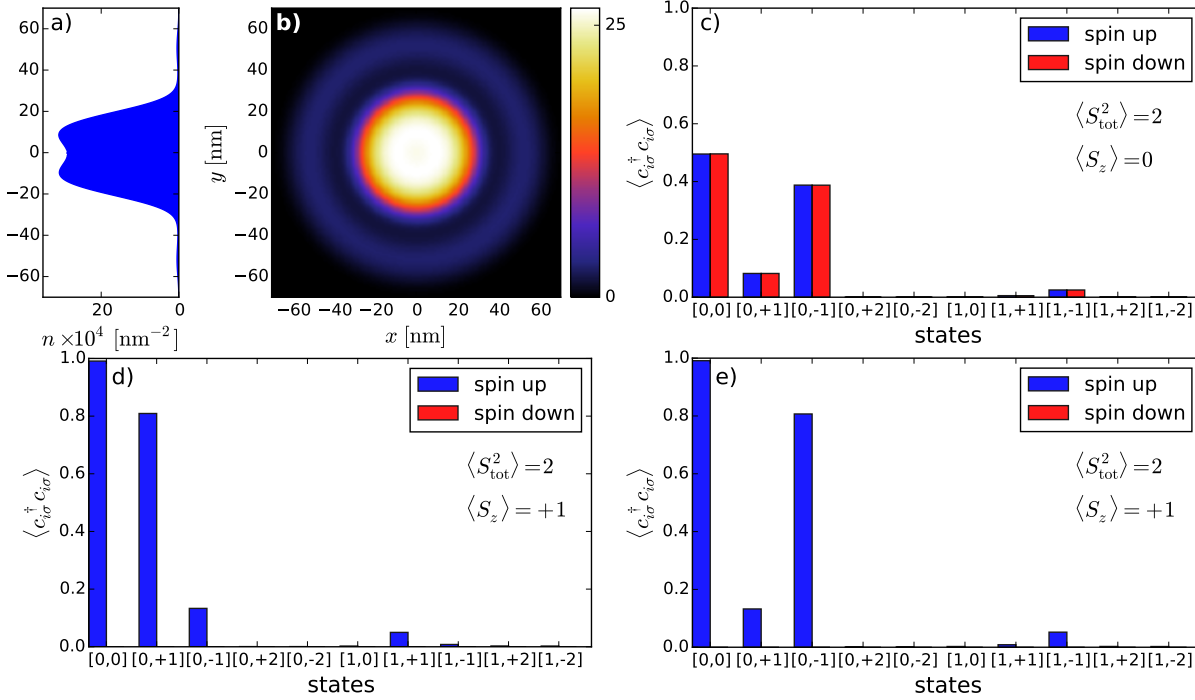 a)
60
40
20
0
−20
−40
−60
20
0
n ×10⁴ [nm⁻²]
b)
y [nm]
60
40
20
0
−20
−40
−60
−60 −40 −20 0 20 40 60
x [nm]
25
0
c)
spin up
spin down
⟨S²tot⟩=2
⟨Sz⟩=0
⟨c†iσ ciσ⟩
1.0
0.8
0.6
0.4
0.2
0.0
[0,0] [0,+1] [0,-1] [0,+2] [0,-2] [1,0] [1,+1] [1,-1] [1,+2] [1,-2]
states
d)
spin up
spin down
⟨S²tot⟩=2
⟨Sz⟩=+1
⟨c†iσ ciσ⟩
1.0
0.8
0.6
0.4
0.2
0.0
[0,0] [0,+1] [0,-1] [0,+2] [0,-2] [1,0] [1,+1] [1,-1] [1,+2] [1,-2]
states
e)
spin up
spin down
⟨S²tot⟩=2
⟨Sz⟩=+1
⟨c†iσ ciσ⟩
1.0
0.8
0.6
0.4
0.2
0.0
[0,0] [0,+1] [0,-1] [0,+2] [0,-2] [1,0] [1,+1] [1,-1] [1,+2] [1,-2]
states